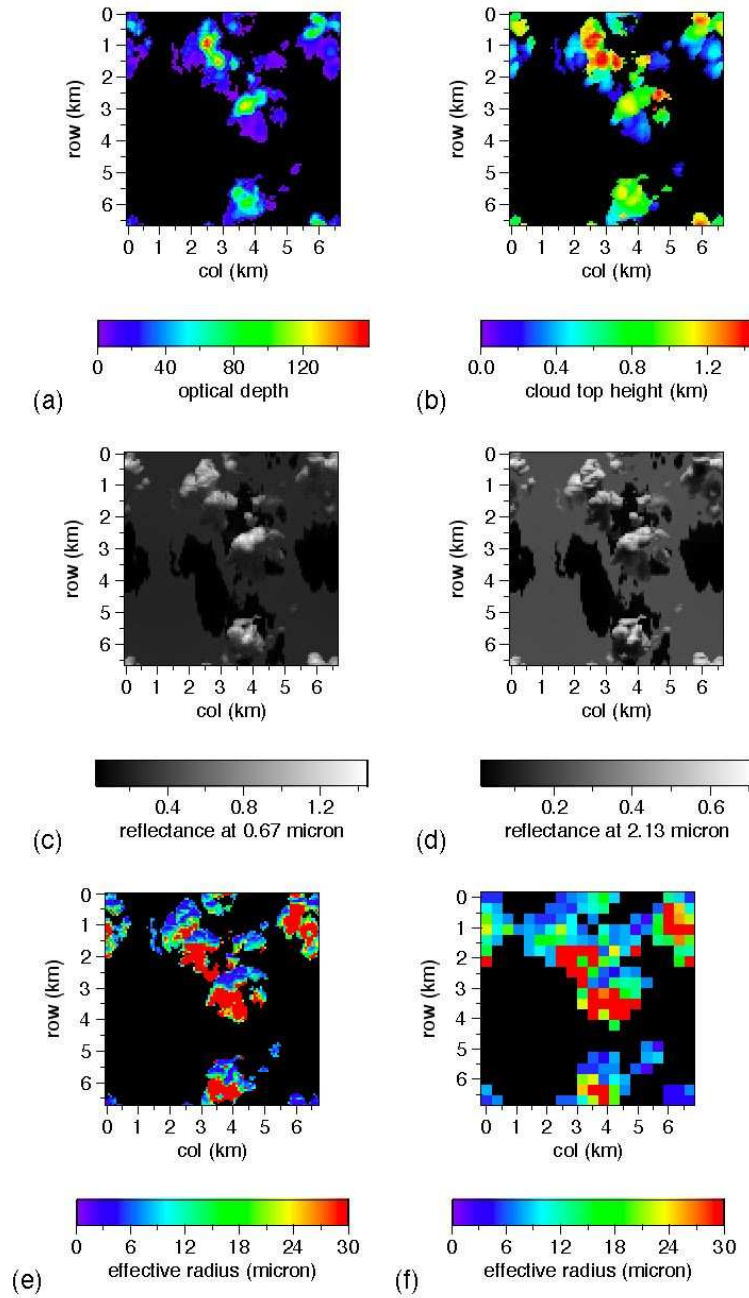 0
1
2
3
4
5
6
row (km)
0 1 2 3 4 5 6
col (km)
0 40 80 120
optical depth
(a)
0
1
2
3
4
5
6
row (km)
0 1 2 3 4 5 6
col (km)
0.0 0.4 0.8 1.2
cloud top height (km)
(b)
0
1
2
3
4
5
6
row (km)
0 1 2 3 4 5 6
col (km)
0.4 0.8 1.2
reflectance at 0.67 micron
(c)
0
1
2
3
4
5
6
row (km)
0 1 2 3 4 5 6
col (km)
0.2 0.4 0.6
reflectance at 2.13 micron
(d)
0
1
2
3
4
5
6
row (km)
0 1 2 3 4 5 6
col (km)
0 6 12 18 24 30
effective radius (micron)
(e)
0
1
2
3
4
5
6
row (km)
0 1 2 3 4 5 6
col (km)
0 6 12 18 24 30
effective radius (micron)
(f)